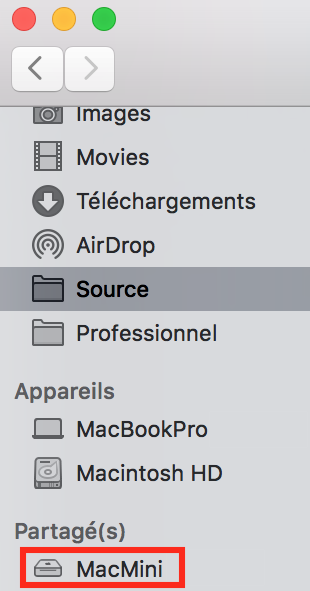 Images
Movies
Téléchargements
AirDrop
Source
Professionnel
Appareils
MacBookPro
Macintosh HD
Partagé(s)
MacMini